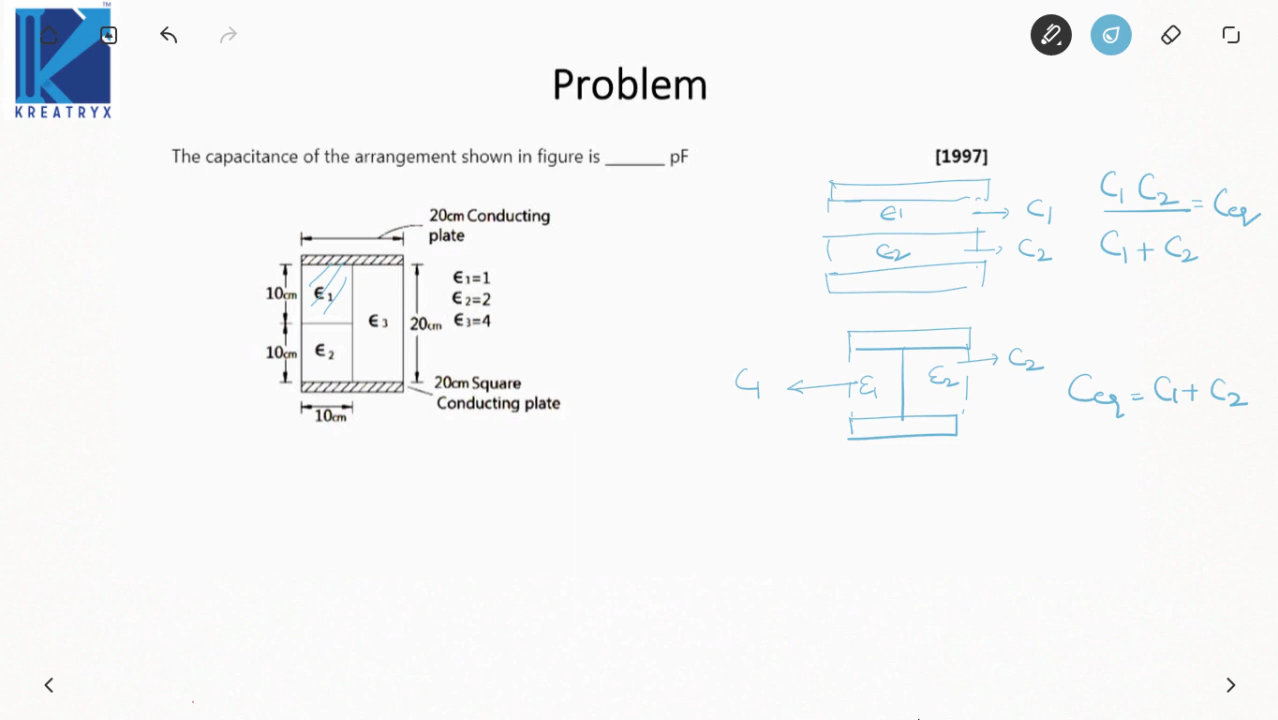 TM
KREATRYX
Problem
The capacitance of the arrangement shown in figure is ______ pF
[1997]
20cm Conducting
plate
10cm
10cm
ϵ1
ϵ2
ϵ3
20cm
ϵ1=1
ϵ2=2
ϵ3=4
20cm Square
Conducting plate
10cm
ϵ1 → C1
ϵ2 → C2
C1 C2 = Ceq
C1 + C2
C1 ← ϵ1
ϵ2 → C2
Ceq = C1 + C2